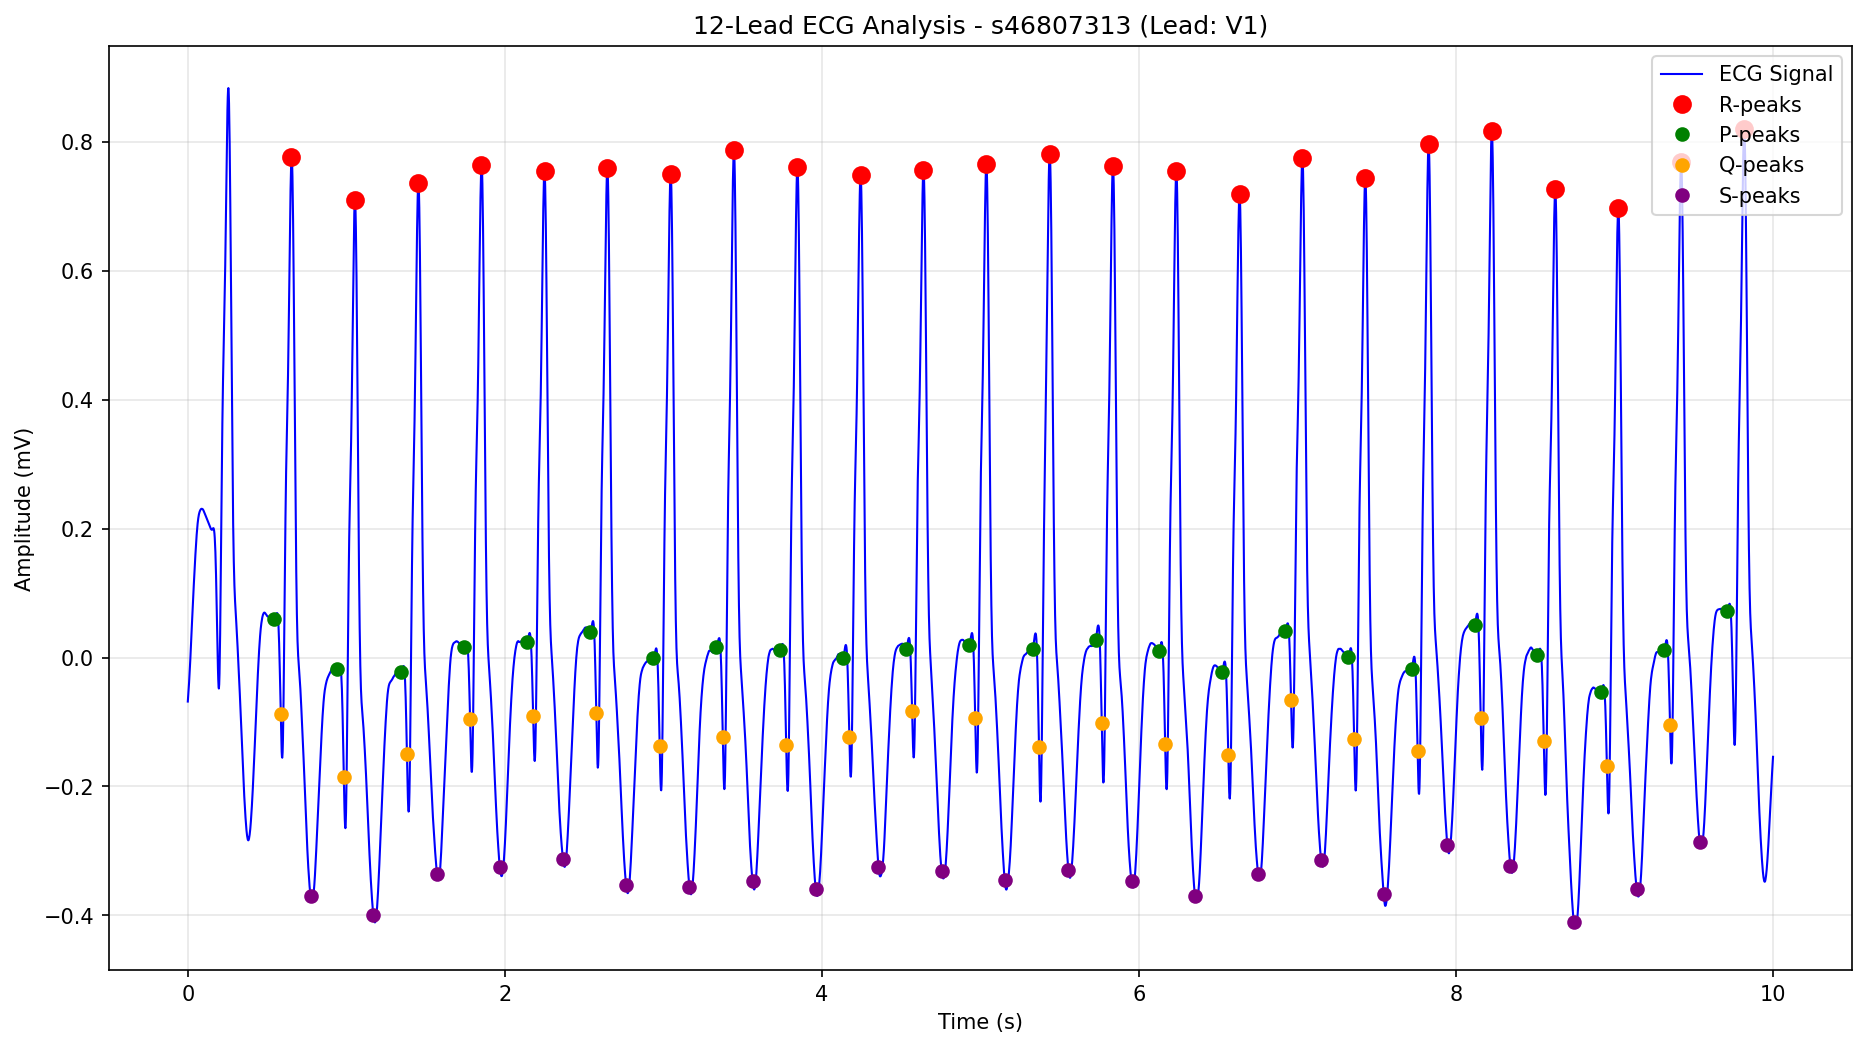 12-Lead ECG Analysis - s46807313 (Lead: V1)
ECG Signal
R-peaks
P-peaks
Q-peaks
S-peaks
Amplitude (mV)
0.8
0.6
0.4
0.2
0.0
−0.2
−0.4
0 2 4 6 8 10
Time (s)